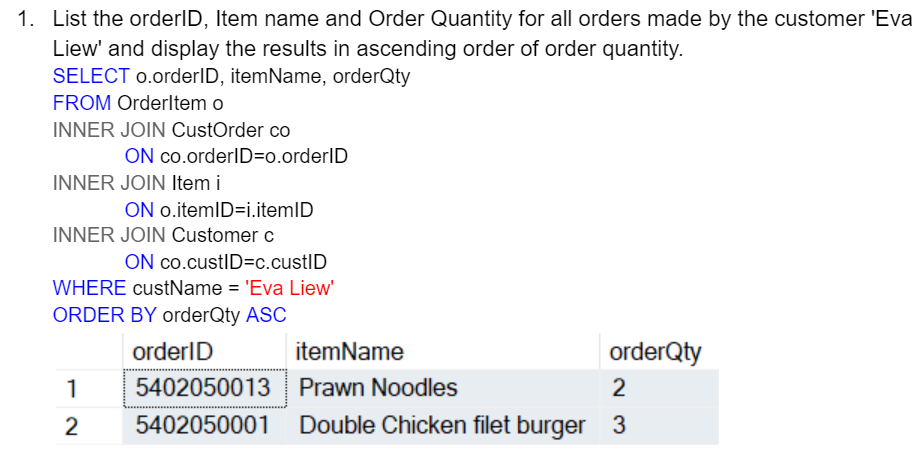 1. List the orderID, Item name and Order Quantity for all orders made by the customer 'Eva
Liew' and display the results in ascending order of order quantity.
SELECT o.orderID, itemName, orderQty
FROM OrderItem o
INNER JOIN CustOrder co
ON co.orderID=o.orderID
INNER JOIN Item i
ON o.itemID=i.itemID
INNER JOIN Customer c
ON co.custID=c.custID
WHERE custName = 'Eva Liew'
ORDER BY orderQty ASC
orderID itemName orderQty
1 5402050013 Prawn Noodles 2
2 5402050001 Double Chicken filet burger 3